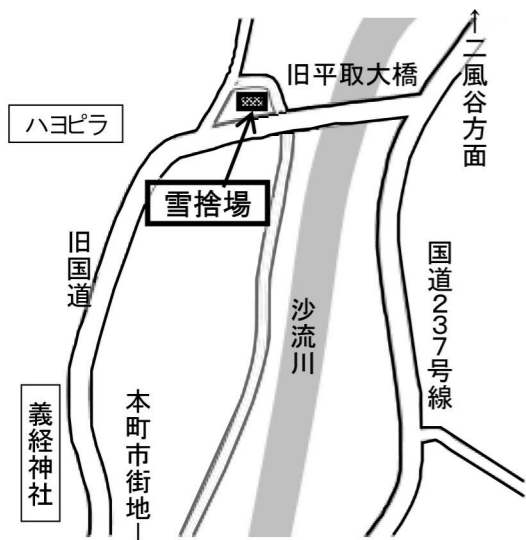 ↑二風谷方面
旧平取大橋
ハヨピラ
雪捨場
旧国道
沙流川
国道237号線
義経神社
本町市街地